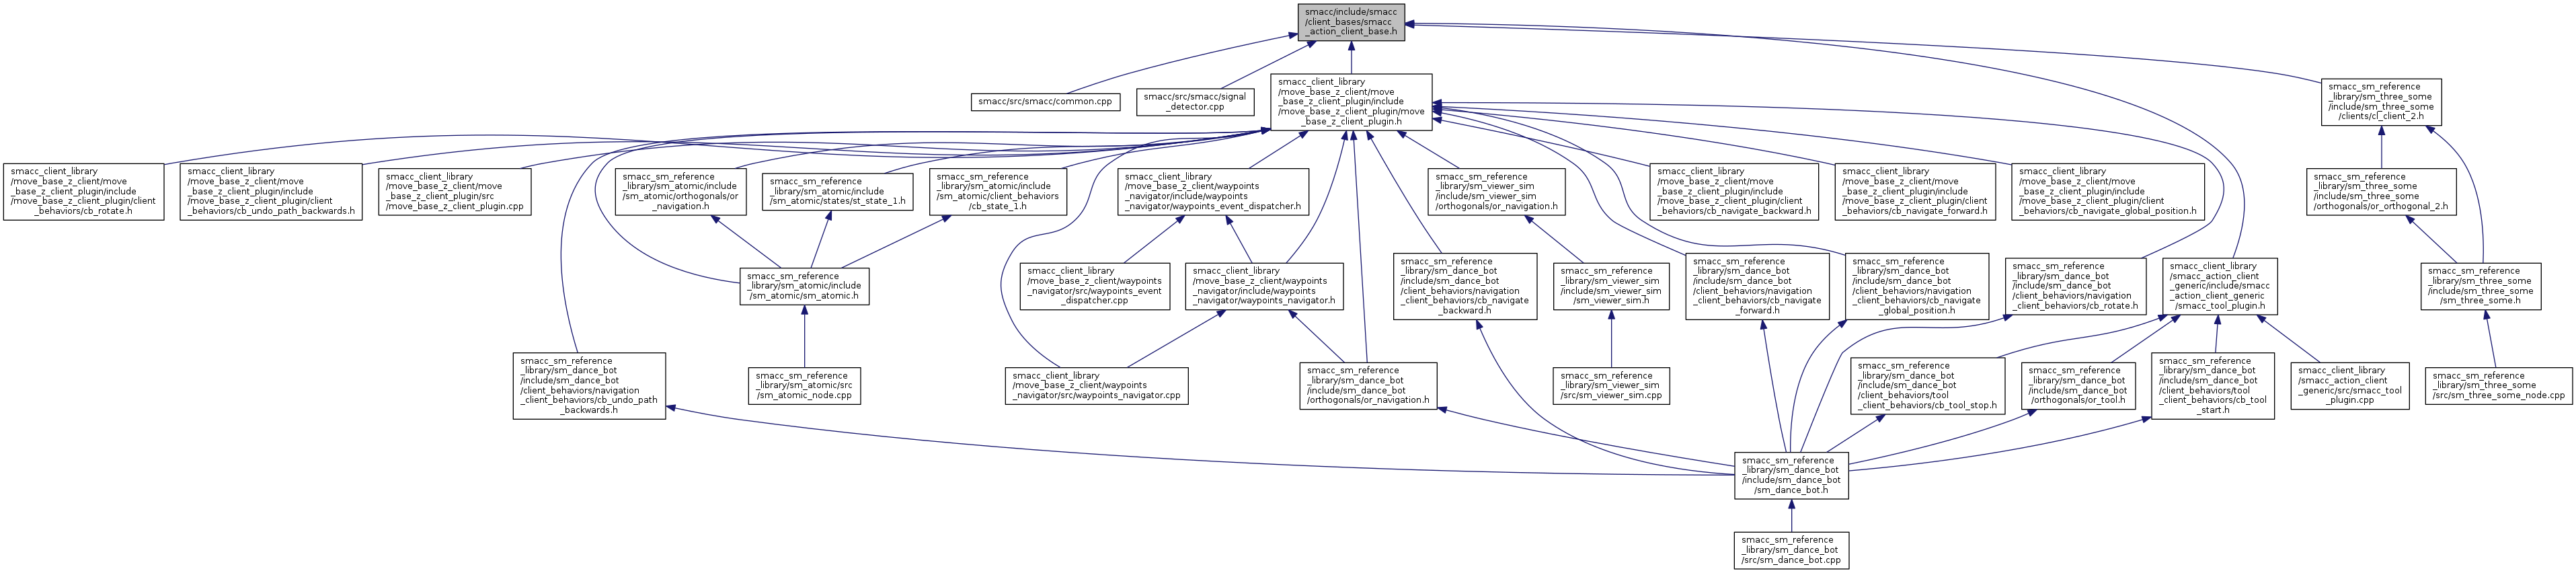 smacc/include/smacc
/client_bases/smacc
_action_client_base.h
smacc/src/smacc/common.cpp
smacc/src/smacc/signal
_detector.cpp
smacc_client_library
/move_base_z_client/move
_base_z_client_plugin/include
/move_base_z_client_plugin/move
_base_z_client_plugin.h
smacc_sm_reference
_library/sm_three_some
/include/sm_three_some
/clients/cl_client_2.h
smacc_client_library
/move_base_z_client/move
_base_z_client_plugin/include
/move_base_z_client_plugin/client
_behaviors/cb_rotate.h
smacc_client_library
/move_base_z_client/move
_base_z_client_plugin/include
/move_base_z_client_plugin/client
_behaviors/cb_undo_path_backwards.h
smacc_client_library
/move_base_z_client/move
_base_z_client_plugin/src
/move_base_z_client_plugin.cpp
smacc_sm_reference
_library/sm_atomic/include
/sm_atomic/orthogonals/or
_navigation.h
smacc_sm_reference
_library/sm_atomic/include
/sm_atomic/states/st_state_1.h
smacc_sm_reference
_library/sm_atomic/include
/sm_atomic/client_behaviors
/cb_state_1.h
smacc_client_library
/move_base_z_client/waypoints
_navigator/include/waypoints
_navigator/waypoints_event_dispatcher.h
smacc_sm_reference
_library/sm_viewer_sim
/include/sm_viewer_sim
/orthogonals/or_navigation.h
smacc_client_library
/move_base_z_client/move
_base_z_client_plugin/include
/move_base_z_client_plugin/client
_behaviors/cb_navigate_backward.h
smacc_client_library
/move_base_z_client/move
_base_z_client_plugin/include
/move_base_z_client_plugin/client
_behaviors/cb_navigate_forward.h
smacc_client_library
/move_base_z_client/move
_base_z_client_plugin/include
/move_base_z_client_plugin/client
_behaviors/cb_navigate_global_position.h
smacc_sm_reference
_library/sm_three_some
/include/sm_three_some
/orthogonals/or_orthogonal_2.h
smacc_sm_reference
_library/sm_atomic/include
/sm_atomic/sm_atomic.h
smacc_client_library
/move_base_z_client/waypoints
_navigator/src/waypoints_event
_dispatcher.cpp
smacc_client_library
/move_base_z_client/waypoints
_navigator/include/waypoints
_navigator/waypoints_navigator.h
smacc_sm_reference
_library/sm_dance_bot
/include/sm_dance_bot
/client_behaviors/navigation
_client_behaviors/cb_navigate
_backward.h
smacc_sm_reference
_library/sm_viewer_sim
/include/sm_viewer_sim
/sm_viewer_sim.h
smacc_sm_reference
_library/sm_dance_bot
/include/sm_dance_bot
/client_behaviors/navigation
_client_behaviors/cb_navigate
_forward.h
smacc_sm_reference
_library/sm_dance_bot
/include/sm_dance_bot
/client_behaviors/navigation
_client_behaviors/cb_navigate
_global_position.h
smacc_sm_reference
_library/sm_dance_bot
/include/sm_dance_bot
/client_behaviors/navigation
_client_behaviors/cb_rotate.h
smacc_client_library
/smacc_action_client
_generic/include/smacc
_action_client_generic
/smacc_tool_plugin.h
smacc_sm_reference
_library/sm_three_some
/include/sm_three_some
/sm_three_some.h
smacc_sm_reference
_library/sm_dance_bot
/include/sm_dance_bot
/client_behaviors/navigation
_client_behaviors/cb_undo_path
_backwards.h
smacc_sm_reference
_library/sm_atomic/src
/sm_atomic_node.cpp
smacc_client_library
/move_base_z_client/waypoints
_navigator/src/waypoints_navigator.cpp
smacc_sm_reference
_library/sm_dance_bot
/include/sm_dance_bot
/orthogonals/or_navigation.h
smacc_sm_reference
_library/sm_viewer_sim
/src/sm_viewer_sim.cpp
smacc_sm_reference
_library/sm_dance_bot
/include/sm_dance_bot
/client_behaviors/tool
_client_behaviors/cb_tool_stop.h
smacc_sm_reference
_library/sm_dance_bot
/include/sm_dance_bot
/orthogonals/or_tool.h
smacc_sm_reference
_library/sm_dance_bot
/include/sm_dance_bot
/client_behaviors/tool
_client_behaviors/cb_tool
_start.h
smacc_client_library
/smacc_action_client
_generic/src/smacc_tool
_plugin.cpp
smacc_sm_reference
_library/sm_three_some
/src/sm_three_some_node.cpp
smacc_sm_reference
_library/sm_dance_bot
/include/sm_dance_bot
/sm_dance_bot.h
smacc_sm_reference
_library/sm_dance_bot
/src/sm_dance_bot.cpp